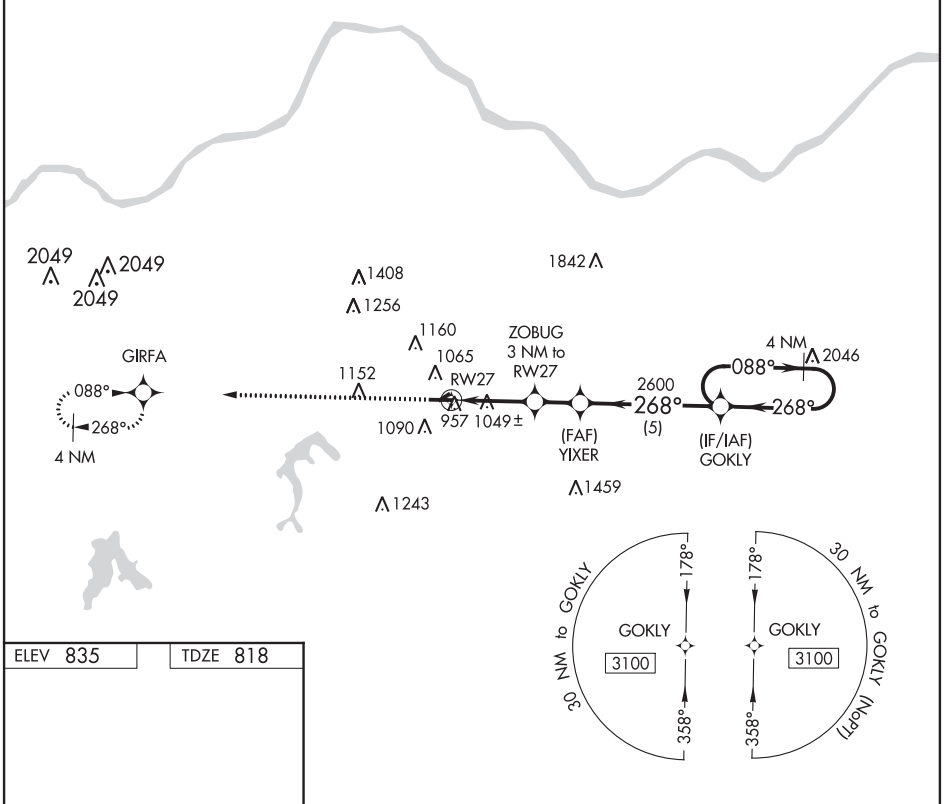 2049
2049
2049
1842
1408
1256
1160
1065
1152
ZOBUG
3 NM to
RW27
RW27
4 NM
2046
088°
268°
GIRFA
088°
268°
4 NM
957
1049±
1090
2600
268°
(5)
(FAF)
YIXER
(IF/IAF)
GOKLY
1459
1243
30 NM to GOKLY
178°
GOKLY
3100
358°
30 NM to GOKLY (NoPT)
178°
GOKLY
3100
358°
ELEV 835
TDZE 818